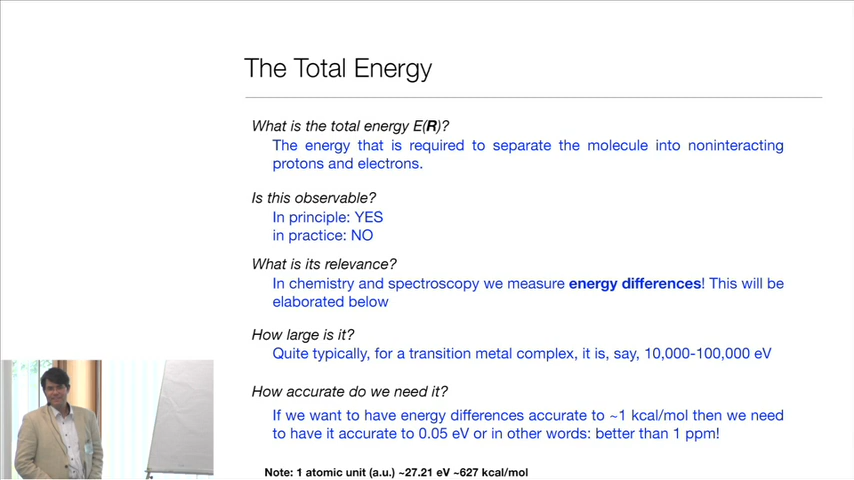 The Total Energy
What is the total energy E(R)?
The energy that is required to separate the molecule into noninteracting
protons and electrons.
Is this observable?
In principle: YES
in practice: NO
What is its relevance?
In chemistry and spectroscopy we measure energy differences! This will be
elaborated below
How large is it?
Quite typically, for a transition metal complex, it is, say, 10,000-100,000 eV
How accurate do we need it?
If we want to have energy differences accurate to ~1 kcal/mol then we need
to have it accurate to 0.05 eV or in other words: better than 1 ppm!
Note: 1 atomic unit (a.u.) ~27.21 eV ~627 kcal/mol